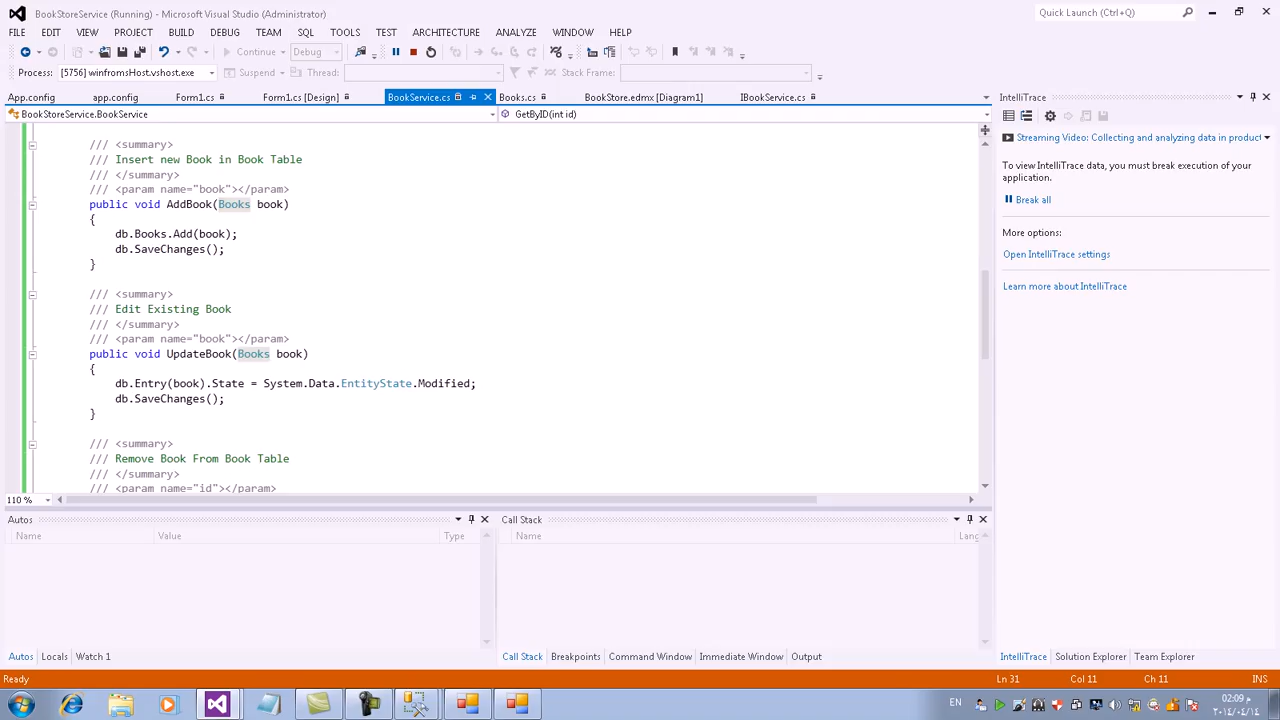 BookStoreService (Running) - Microsoft Visual Studio (Administrator)
Quick Launch (Ctrl+Q)
FILE EDIT VIEW PROJECT BUILD DEBUG TEAM SQL TOOLS TEST ARCHITECTURE ANALYZE WINDOW HELP
Continue Debug
Process: [5756] winfromsHost.vshost.exe Suspend Thread: Stack Frame:
App.config app.config Form1.cs Form1.cs [Design] BookService.cs Books.cs BookStore.edmx [Diagram1] IBookService.cs
BookStoreService.BookService GetByID(int id)
/// <summary>
/// Insert new Book in Book Table
/// </summary>
/// <param name="book"></param>
public void AddBook(Books book)
{
db.Books.Add(book);
db.SaveChanges();
}
/// <summary>
/// Edit Existing Book
/// </summary>
/// <param name="book"></param>
public void UpdateBook(Books book)
{
db.Entry(book).State = System.Data.EntityState.Modified;
db.SaveChanges();
}
/// <summary>
/// Remove Book From Book Table
/// </summary>
/// <param name="id"></param>
110 %
IntelliTrace
Streaming Video: Collecting and analyzing data in product
To view IntelliTrace data, you must break execution of your
application.
Break all
More options:
Open IntelliTrace settings
Learn more about IntelliTrace
Autos
Name Value Type
Call Stack
Name Lang
Autos Locals Watch 1
Call Stack Breakpoints Command Window Immediate Window Output
IntelliTrace Solution Explorer Team Explorer
Ready Ln 31 Col 11 Ch 11 INS
EN
02:09 م
٢٠١٤/٠٤/١٤